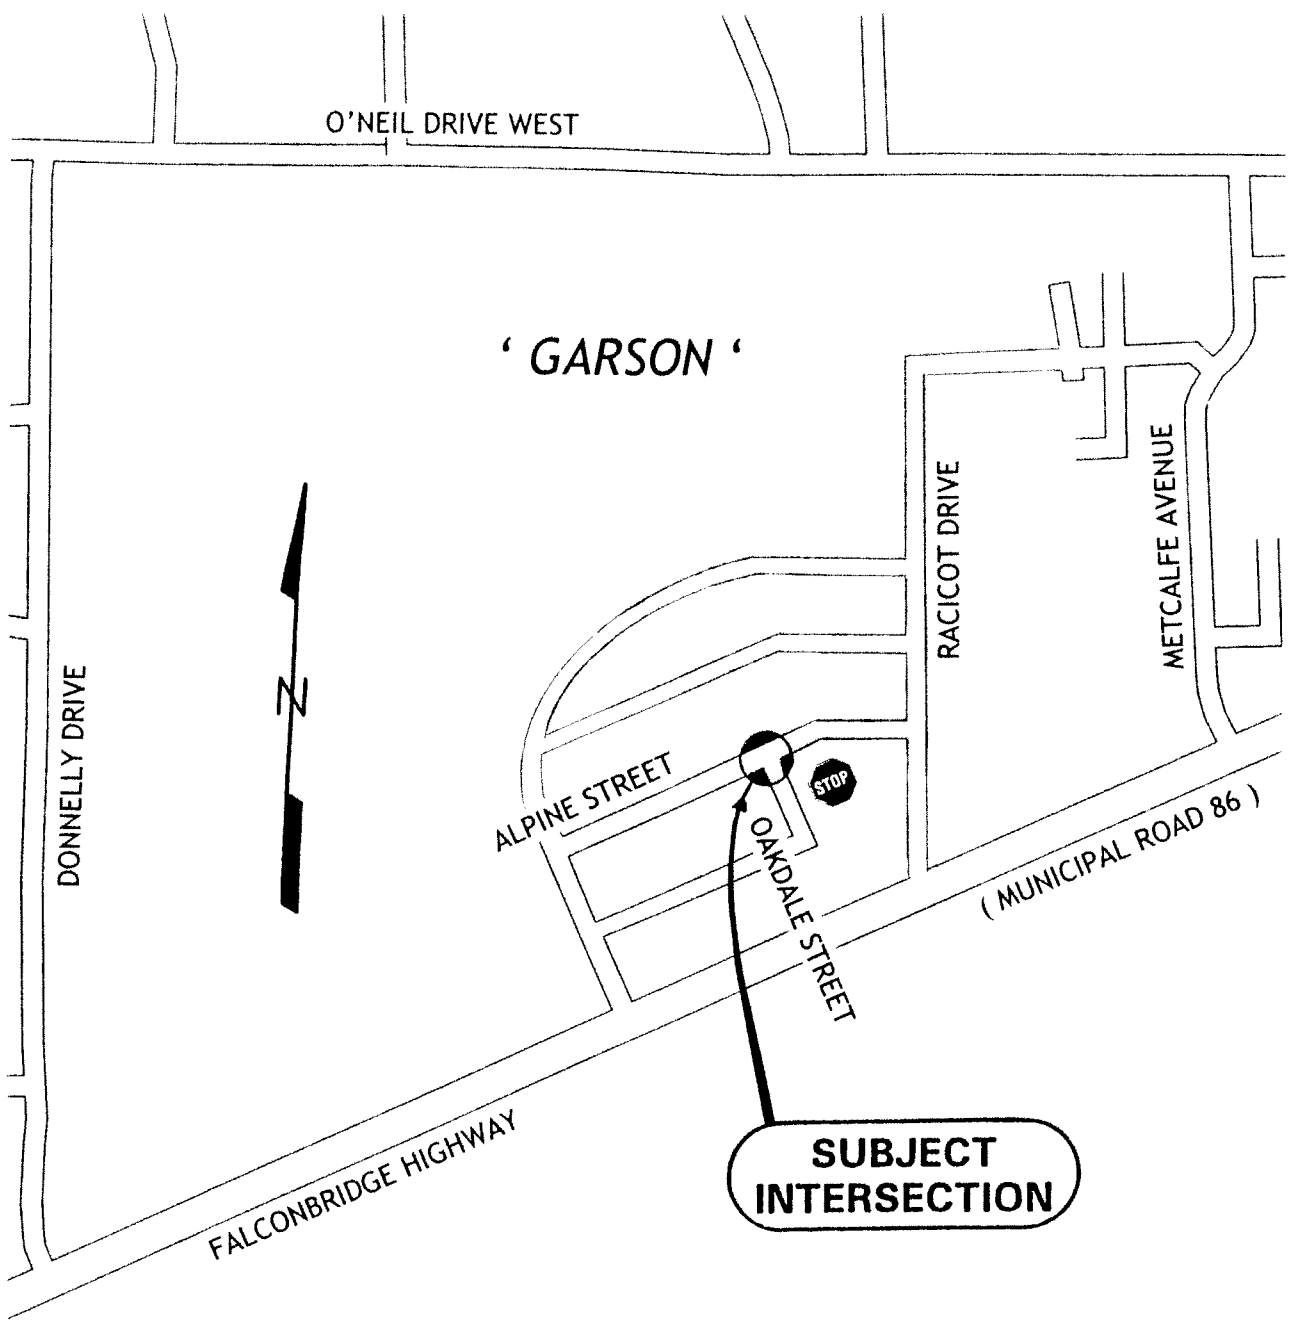 O'NEIL DRIVE WEST
‘ GARSON ‘
RACICOT DRIVE
METCALFE AVENUE
N
DONNELLY DRIVE
ALPINE STREET
STOP
OAKDALE STREET
( MUNICIPAL ROAD 86 )
FALCONBRIDGE HIGHWAY
SUBJECT
INTERSECTION